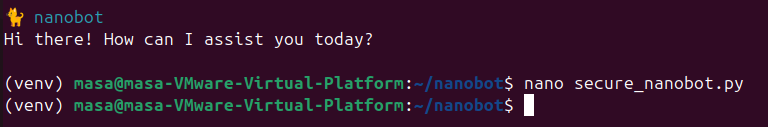 🐈 nanobot
Hi there! How can I assist you today?
(venv) masa@masa-VMware-Virtual-Platform:~/nanobot$ nano secure_nanobot.py
(venv) masa@masa-VMware-Virtual-Platform:~/nanobot$